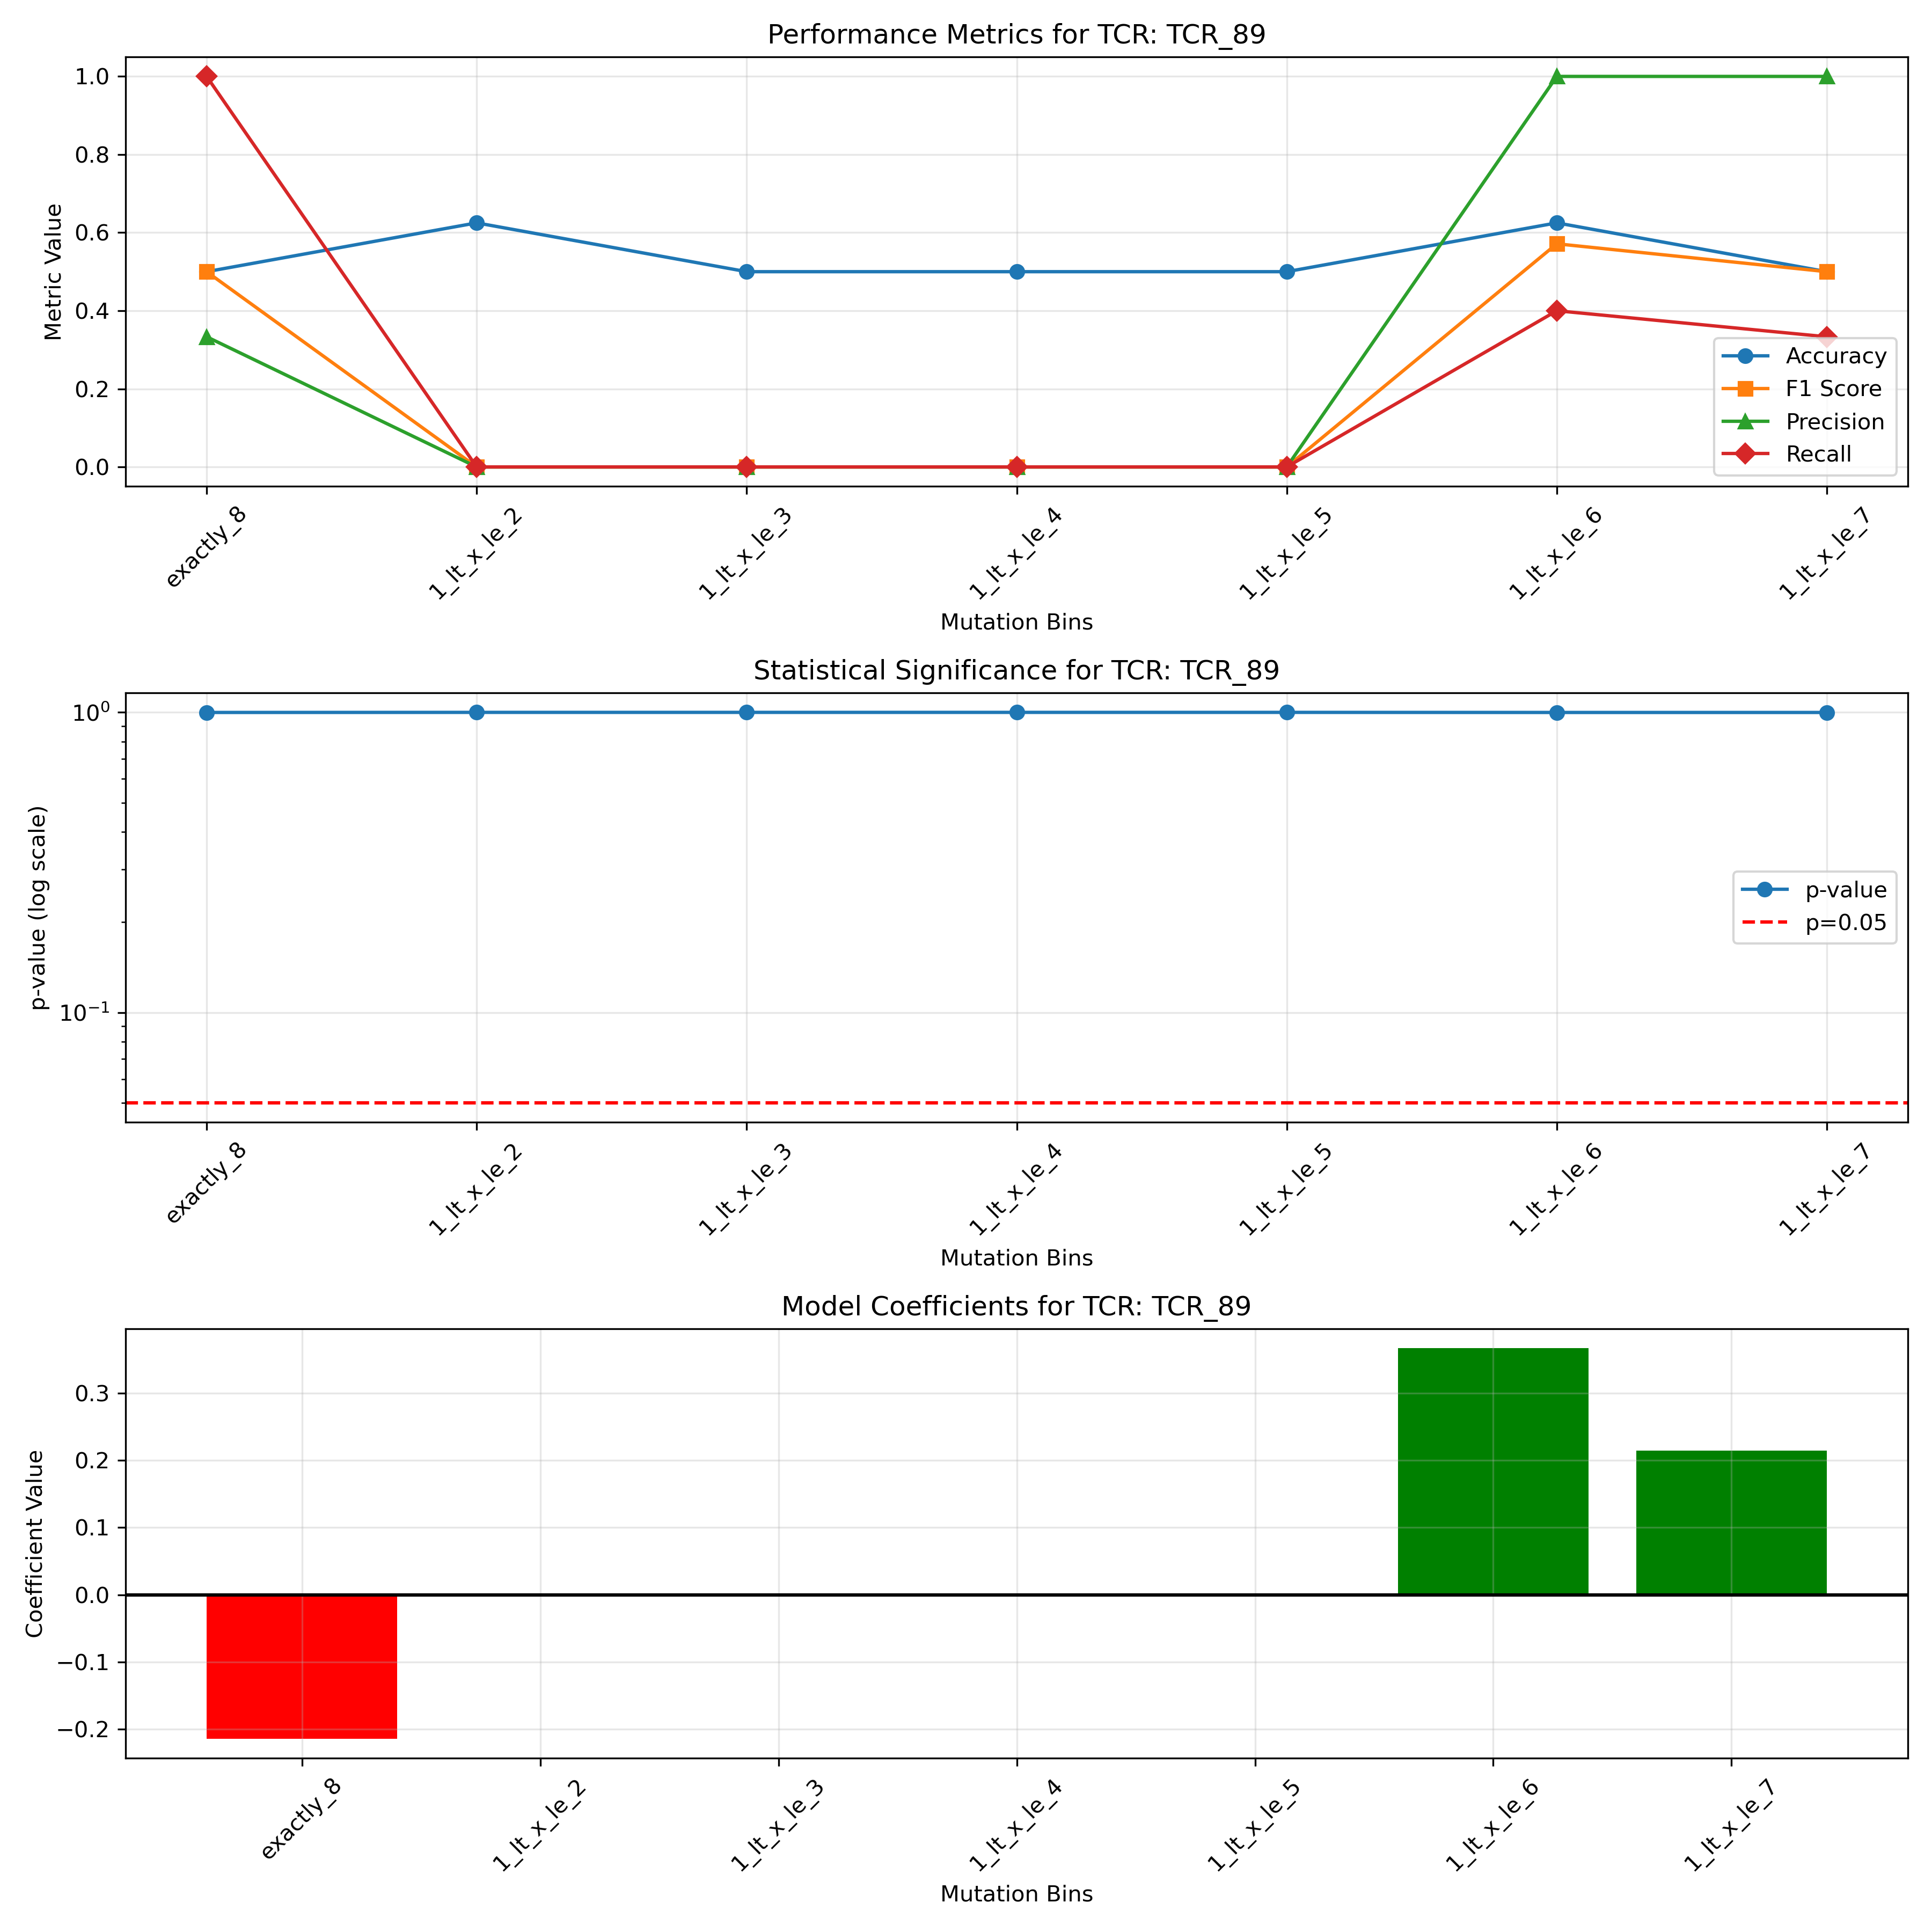 Performance Metrics for TCR: TCR_89
Metric Value
1.0
0.8
0.6
0.4
0.2
0.0
Accuracy
F1 Score
Precision
Recall
exactly_8
1_lt_x_le_2
1_lt_x_le_3
1_lt_x_le_4
1_lt_x_le_5
1_lt_x_le_6
1_lt_x_le_7
Mutation Bins
Statistical Significance for TCR: TCR_89
p-value (log scale)
10⁰
10⁻¹
p-value
p=0.05
exactly_8
1_lt_x_le_2
1_lt_x_le_3
1_lt_x_le_4
1_lt_x_le_5
1_lt_x_le_6
1_lt_x_le_7
Mutation Bins
Model Coefficients for TCR: TCR_89
Coefficient Value
0.3
0.2
0.1
0.0
−0.1
−0.2
exactly_8
1_lt_x_le_2
1_lt_x_le_3
1_lt_x_le_4
1_lt_x_le_5
1_lt_x_le_6
1_lt_x_le_7
Mutation Bins